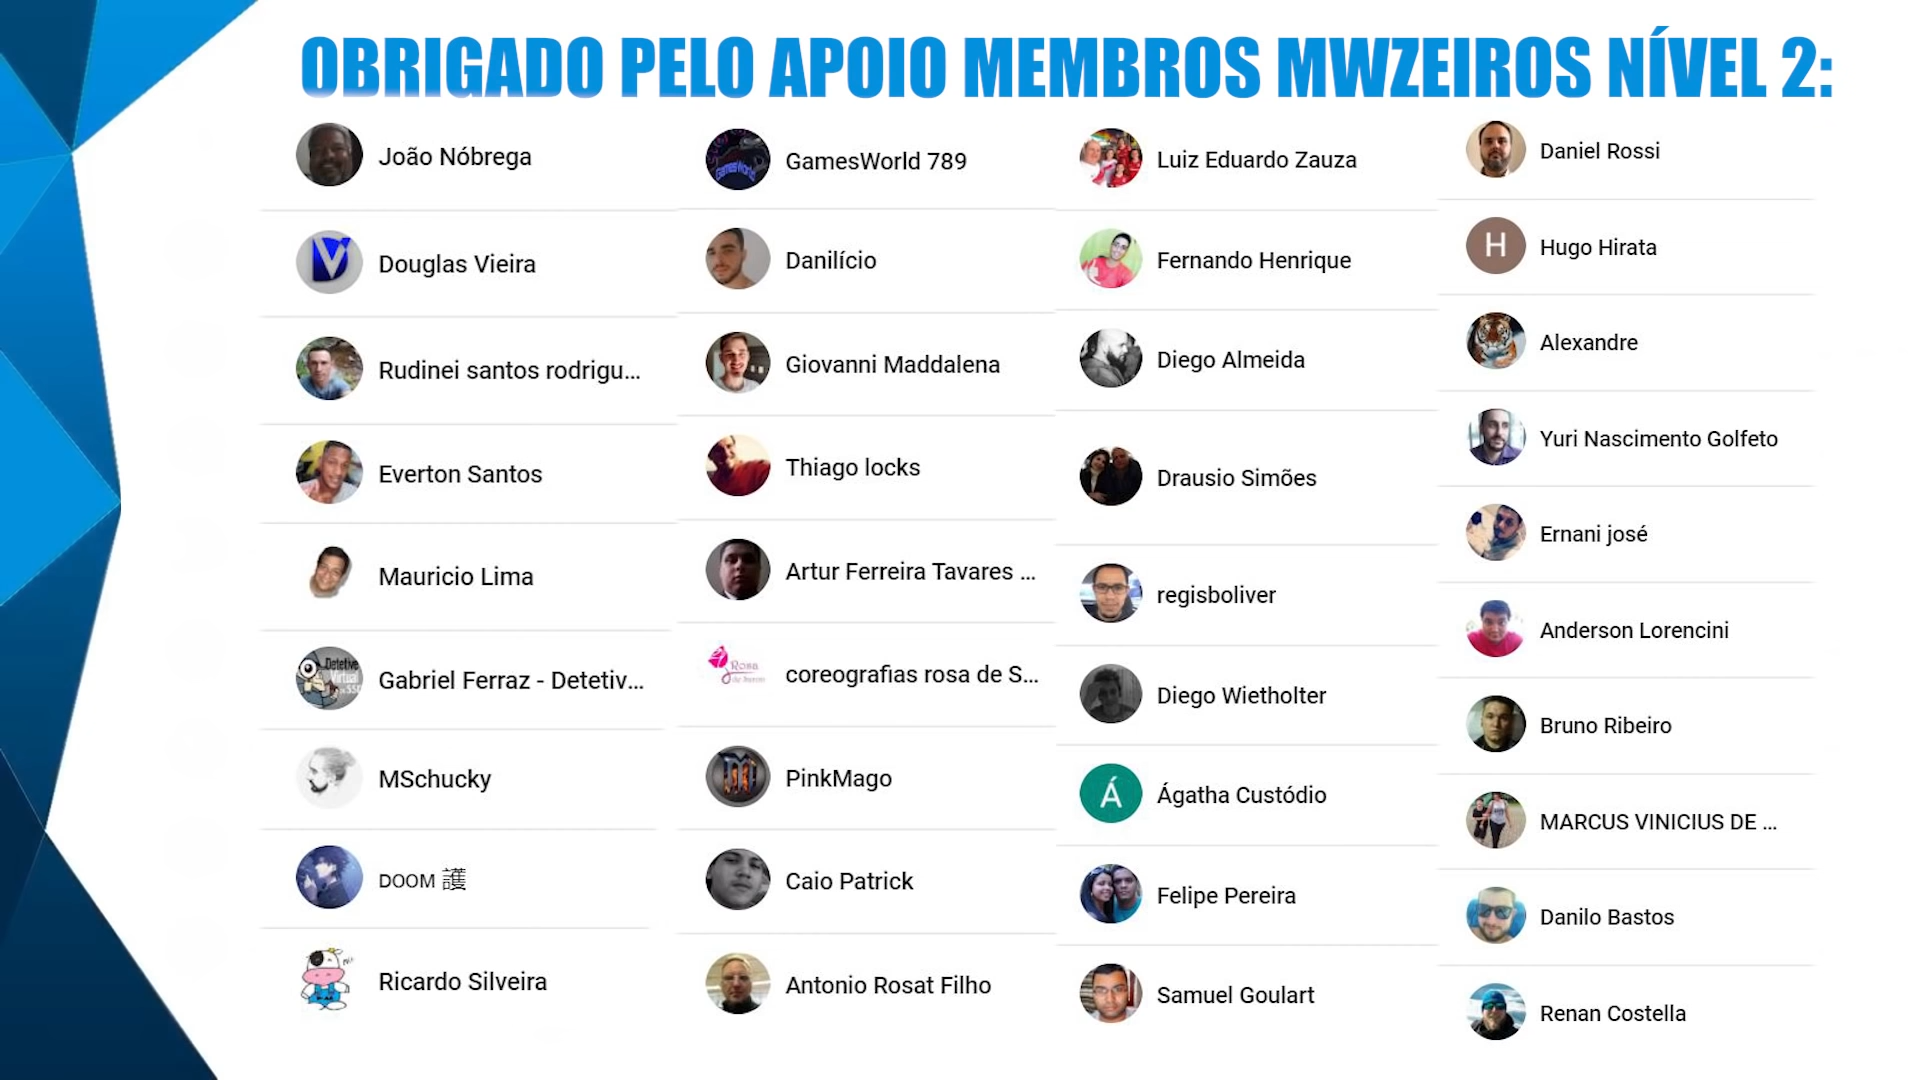 OBRIGADO PELO APOIO MEMBROS MWZEIROS NÍVEL 2:
João Nóbrega
Douglas Vieira
Rudinei santos rodrigu...
Everton Santos
Mauricio Lima
Gabriel Ferraz - Detetiv...
MSchucky
ᴅᴏᴏᴍ 護
Ricardo Silveira
GamesWorld 789
Danilício
Giovanni Maddalena
Thiago locks
Artur Ferreira Tavares ...
Rosa
coreografias rosa de S...
PinkMago
Caio Patrick
Antonio Rosat Filho
Luiz Eduardo Zauza
Fernando Henrique
Diego Almeida
Drausio Simões
regisboliver
Diego Wietholter
Á
Ágatha Custódio
Felipe Pereira
Samuel Goulart
Daniel Rossi
H
Hugo Hirata
Alexandre
Yuri Nascimento Golfeto
Ernani josé
Anderson Lorencini
Bruno Ribeiro
MARCUS VINICIUS DE ...
Danilo Bastos
Renan Costella